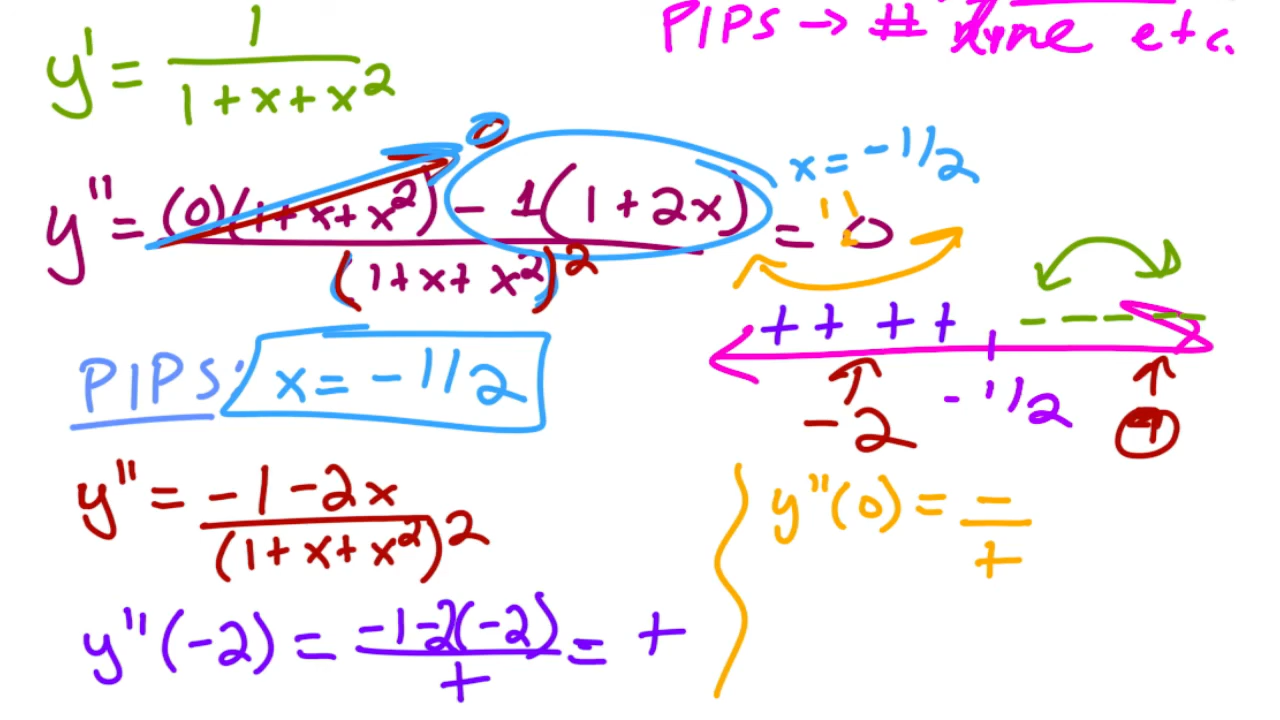 PIPS → # line etc.
y' = 1/(1+x+x²)
y'' = ((0)(1+x+x²) - 1(1+2x))/(1+x+x²)² = 0
0
x = -1/2
+ + + + - - - - -
-2 -1/2
PIPS: x = -1/2
y'' = (-1-2x)/(1+x+x²)²
y''(0) = -/+
y''(-2) = (-1-2(-2))/+ = +